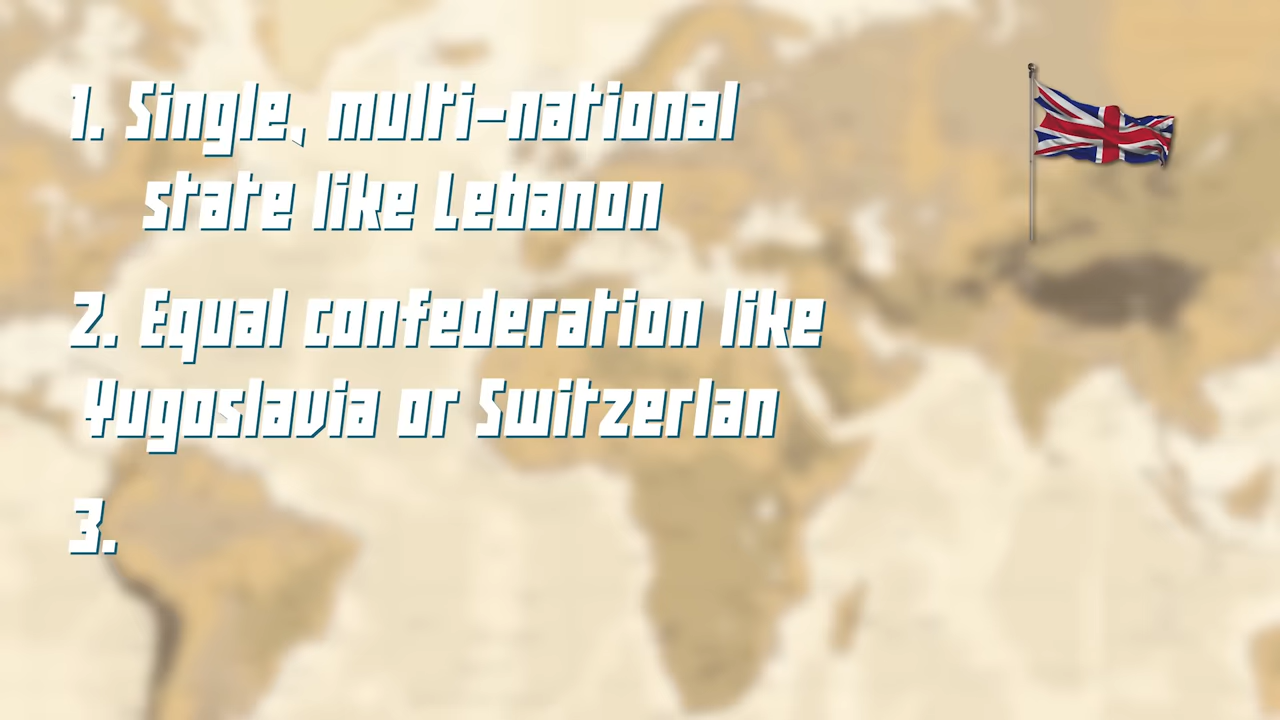 1. Single, multi-national
state like Lebanon
2. Equal confederation like
Yugoslavia or Switzerlan
3.